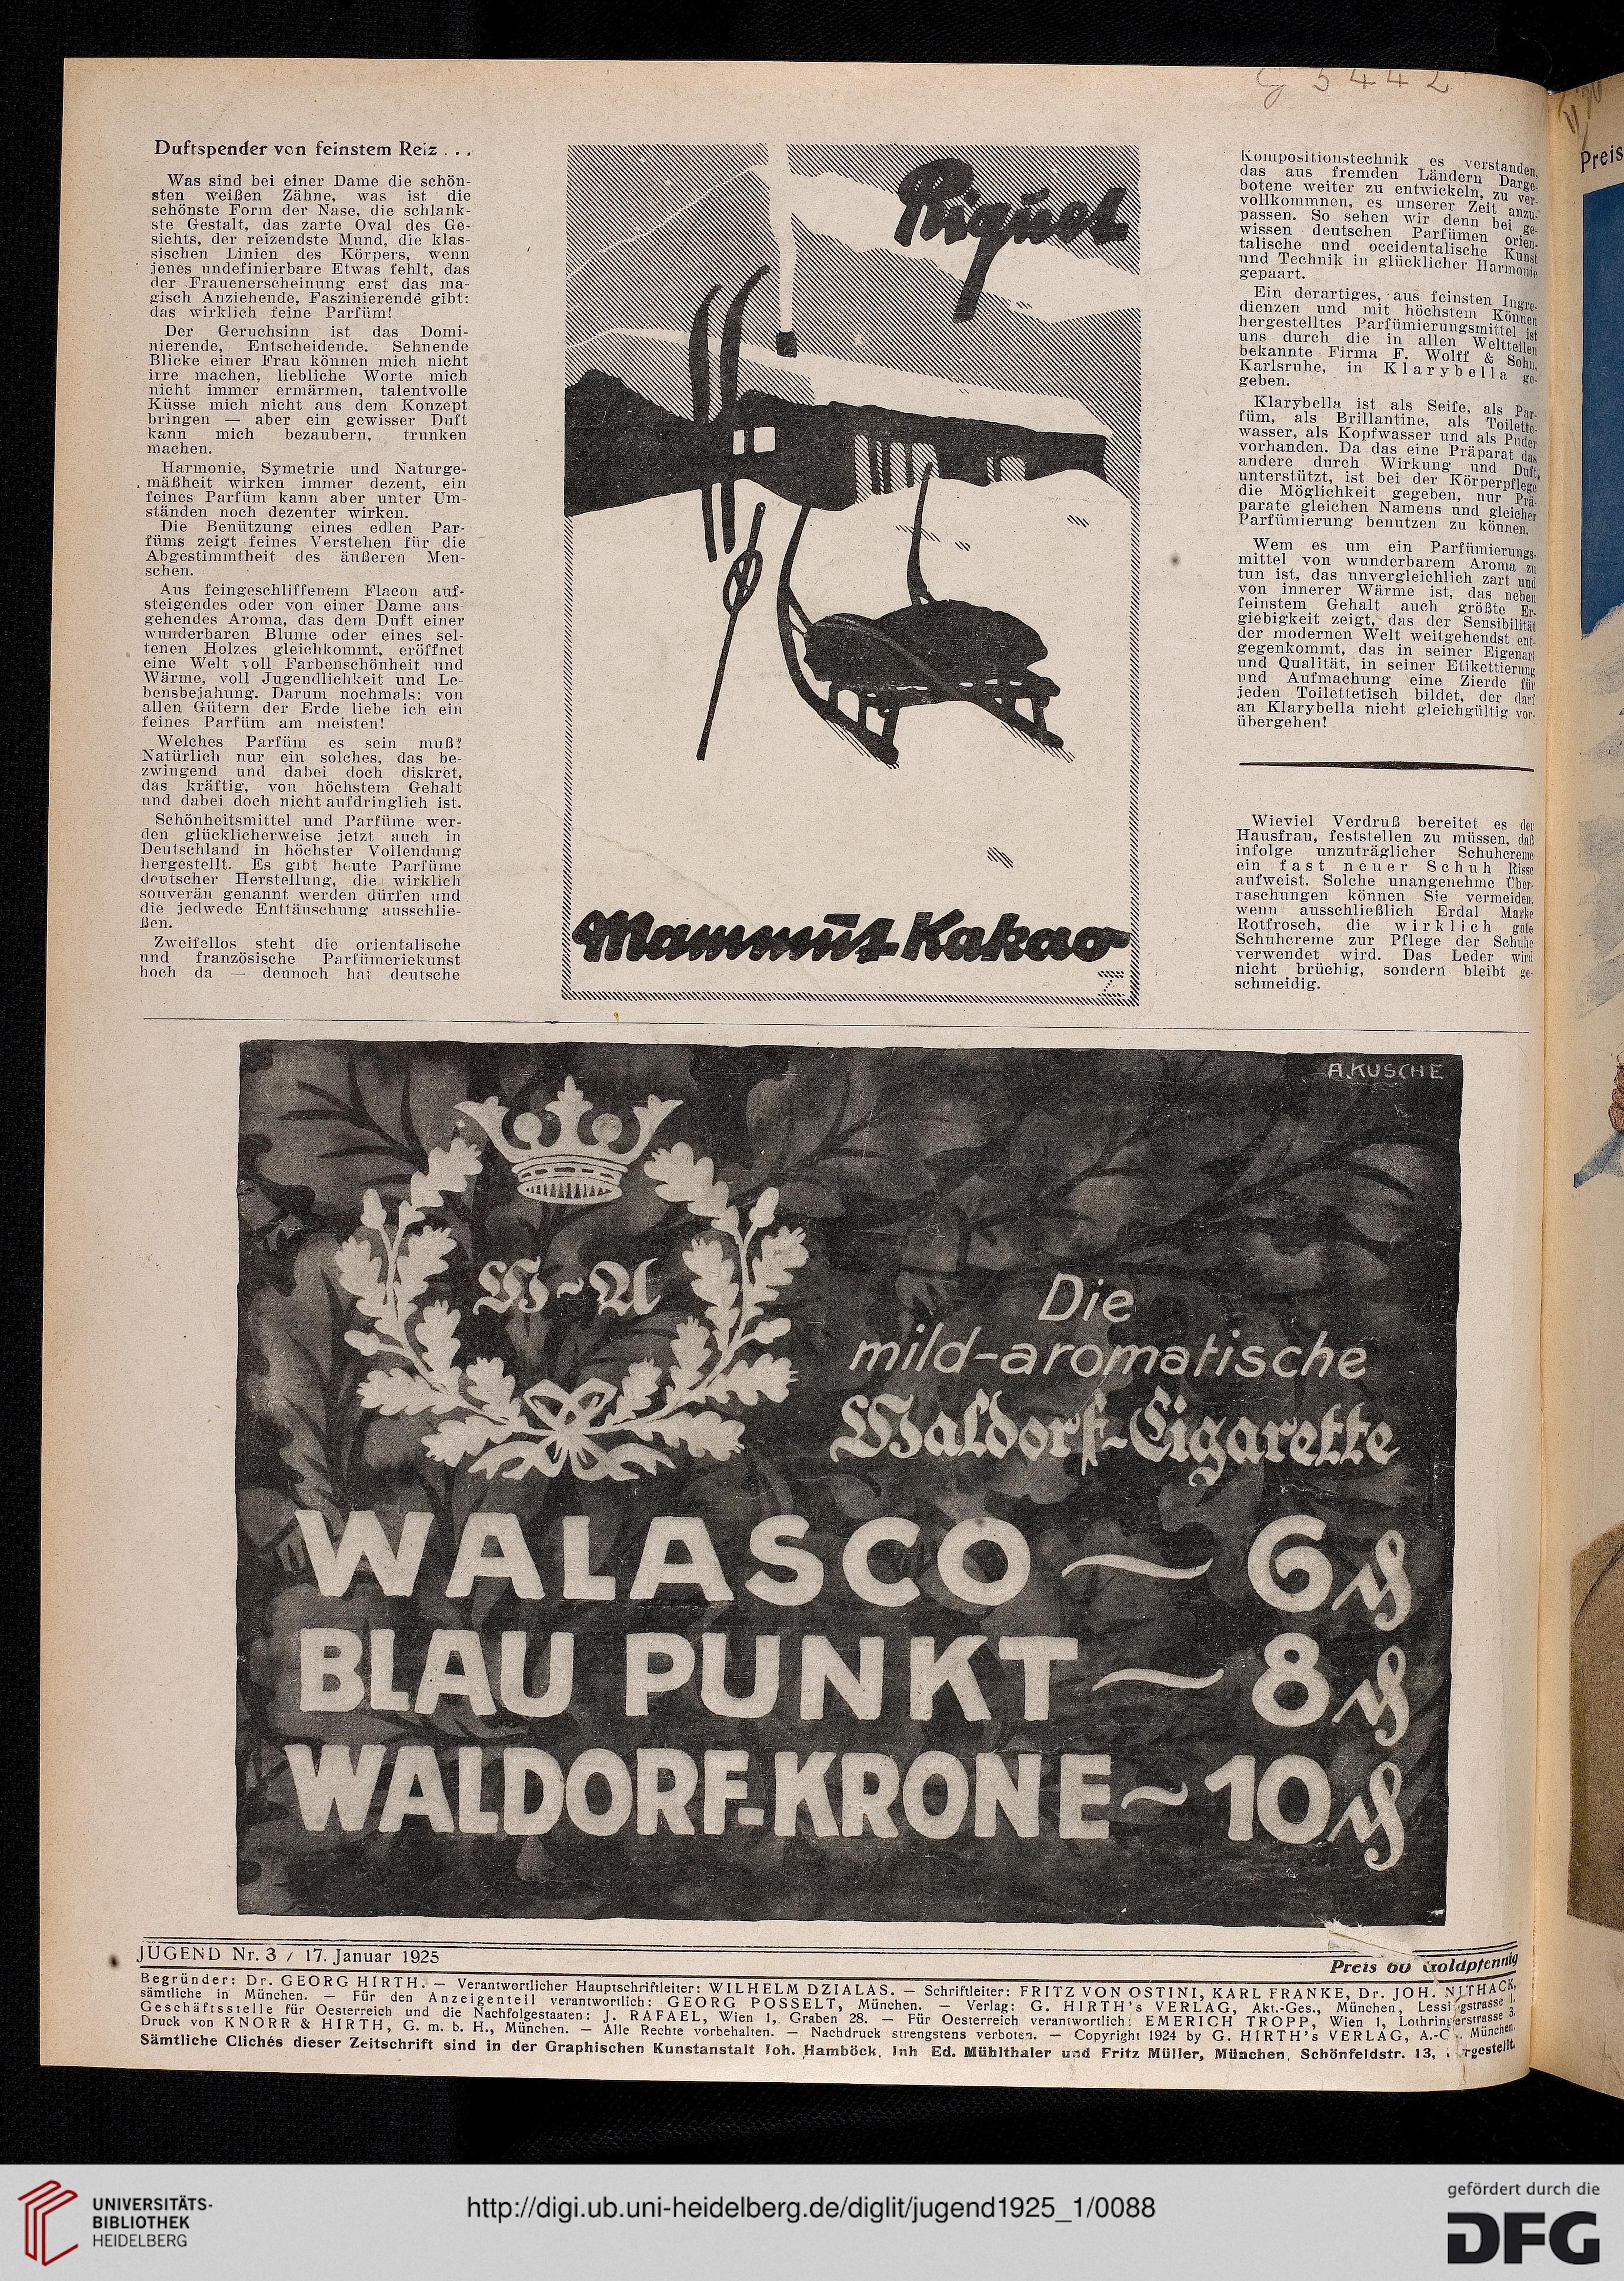 g 5442
Duftspender von feinstem Reiz . . .
Was sind bei einer Dame die schön-
sten weißen Zähne, was ist die
schönste Form der Nase, die schlank-
ste Gestalt, das zarte Oval des Ge-
sichts, der reizendste Mund, die klas-
sischen Linien des Körpers, wenn
jenes undefinierbare Etwas fehlt, das
der Frauenerscheinung erst das ma-
gisch Anziehende, Faszinierende gibt:
das wirklich feine Parfüm!
Der Geruchsinn ist das Domi-
nierende, Entscheidende. Sehnende
Blicke einer Frau können mich nicht
irre machen, liebliche Worte mich
nicht immer ermärmen, talentvolle
Küsse mich nicht aus dem Konzept
bringen — aber ein gewisser Duft
kann mich bezaubern, trunken
machen.
Harmonie, Symetrie und Naturge-
mäßheit wirken immer dezent, ein
feines Parfüm kann aber unter Um-
ständen noch dezenter wirken.
Die Benützung eines edlen Par-
füms zeigt feines Verstehen für die
Abgestimmtheit des äußeren Men-
schen.
Aus feingeschliffenem Flacon auf-
steigendes oder von einer Dame aus-
gehendes Aroma, das dem Duft einer
wunderbaren Blume oder eines sel-
tenen Holzes gleichkommt, eröffnet
eine Welt voll Farbenschönheit und
Wärme, voll Jugendlichkeit und Le-
bensbejahung. Darum nochmals: von
allen Gütern der Erde liebe ich ein
feines Parfüm am meisten!
Welches Parfüm es sein muß?
Natürlich nur ein solches, das be-
zwingend und dabei doch diskret,
das kräftig, von höchstem Gehalt
und dabei doch nicht aufdringlich ist.
Schönheitsmittel und Parfüme wer-
den glücklicherweise jetzt auch in
Deutschland in höchster Vollendung
hergestellt. Es gibt heute Parfüme
deutscher Herstellung, die wirklich
souverän genannt werden dürfen und
die jedwede Enttäuschung ausschlie-
ßen.
Zweifellos steht die orientalische
und französische Parfümeriekunst
hoch da — dennoch hat deutsche
Riquet
Mammut-Kakao
Kompositionstechnik es verstanden,
das aus fremden Ländern Darge-
botene weiter zu entwickeln, zu ver-
vollkommnen, es unserer Zeit anzu-
passen. So sehen wir denn bei ge-
wissen deutschen Parfümen orien-
talische und occidentalische Kunst
und Technik in glücklicher Harmonie
gepaart.
Ein derartiges, aus feinsten Ingre-
dienzen und mit höchstem Können
hergestelltes Parfümierungsmittel ist
uns durch die in allen Weltteilen
bekannte Firma F. Wolff & Sohn,
Karlsruhe, in Klarybella ge-
geben.
Klarybella ist als Seife, als Par-
füm, als Brillantine, als Toilette-
wasser, als Kopfwasser und als Puder
vorhanden. Da das eine Präparat das
andere durch Wirkung und Duft
unterstützt, ist bei der Körperpflege
die Möglichkeit gegeben, nur Prä-
parate gleichen Namens und gleicher
Parfümierung benutzen zu können.
Wem es um ein Parfümierungs-
mittel von wunderbarem Aroma zu
tun ist, das unvergleichlich zart und
von innerer Wärme ist, das neben
feinstem Gehalt auch größte Er-
giebigkeit zeigt, das der Sensibilität
der modernen Welt weitgehendst ent-
gegenkommt, das in seiner Eigenart
und Qualität, in seiner Etikettierung
und Aufmachung eine Zierde für
jeden Toilettetisch bildet, der darf
an Klarybella nicht gleichgültig vor-
übergehen!
Wieviel Verdruß bereitet es der
Hausfrau, feststellen zu müssen, daß
infolge unzuträglicher Schuhcreme
ein fast neuer Schuh Risse
aufweist. Solche unangenehme Über-
raschungen können Sie vermeiden,
wenn ausschließlich Erdal Marke
Rotfrosch, die wirklich gute
Schuhcreme zur Pflege der Schuhe
verwendet wird. Das Leder wird
nicht brüchig, sondern bleibt ge-
schmeidig.
Preis
A.KUSCHE
W~A
Die
mild-aromatische
Waldorf-Cigarette
WALASCO ~ 6 ₰
BLAU PUNKT ~ 8 ₰
WALDORF-KRONE ~ 10 ₰
JUGEND Nr. 3 / 17. Januar 1925
Preis 60 Goldpfennig
Begründer: Dr. GEORG HIRTH. — Verantwortlicher Hauptschriftleiter: WILHELM DZIALAS. — Schriftleiter: FRITZ VON OSTINI, KARL FRANKE, Dr. JOH. NITHACK,
sämtliche in München. — Für den Anzeigenteil verantwortlich: GEORG POSSELT, München. — Verlag: G. HIRTH's VERLAG, Akt.-Ges., München, Lessingstrasse 1.
Geschäftsstelle für Oesterreich und die Nachfolgestaaten: J. RAFAEL, Wien I, Graben 28. — Für Oesterreich verantwortlich: EMERICH TROPP, Wien I, Lothringerstrasse 3.
Druck von KNORR & HIRTH, G. m. b. H., München. — Alle Rechte vorbehalten. — Nachdruck strengstens verboten. — Copyright 1924 by G. HIRTH's VERLAG, A.-G., München.
Sämtliche Clichés dieser Zeitschrift sind in der Graphischen Kunstanstalt Joh. Hamböck, Inh Ed. Mühlthaler und Fritz Müller, München, Schönfeldstr. 13, hergestellt.
UNIVERSITÄTS-
BIBLIOTHEK
HEIDELBERG
http://digi.ub.uni-heidelberg.de/diglit/jugend1925_1/0088
gefördert durch die
DFG